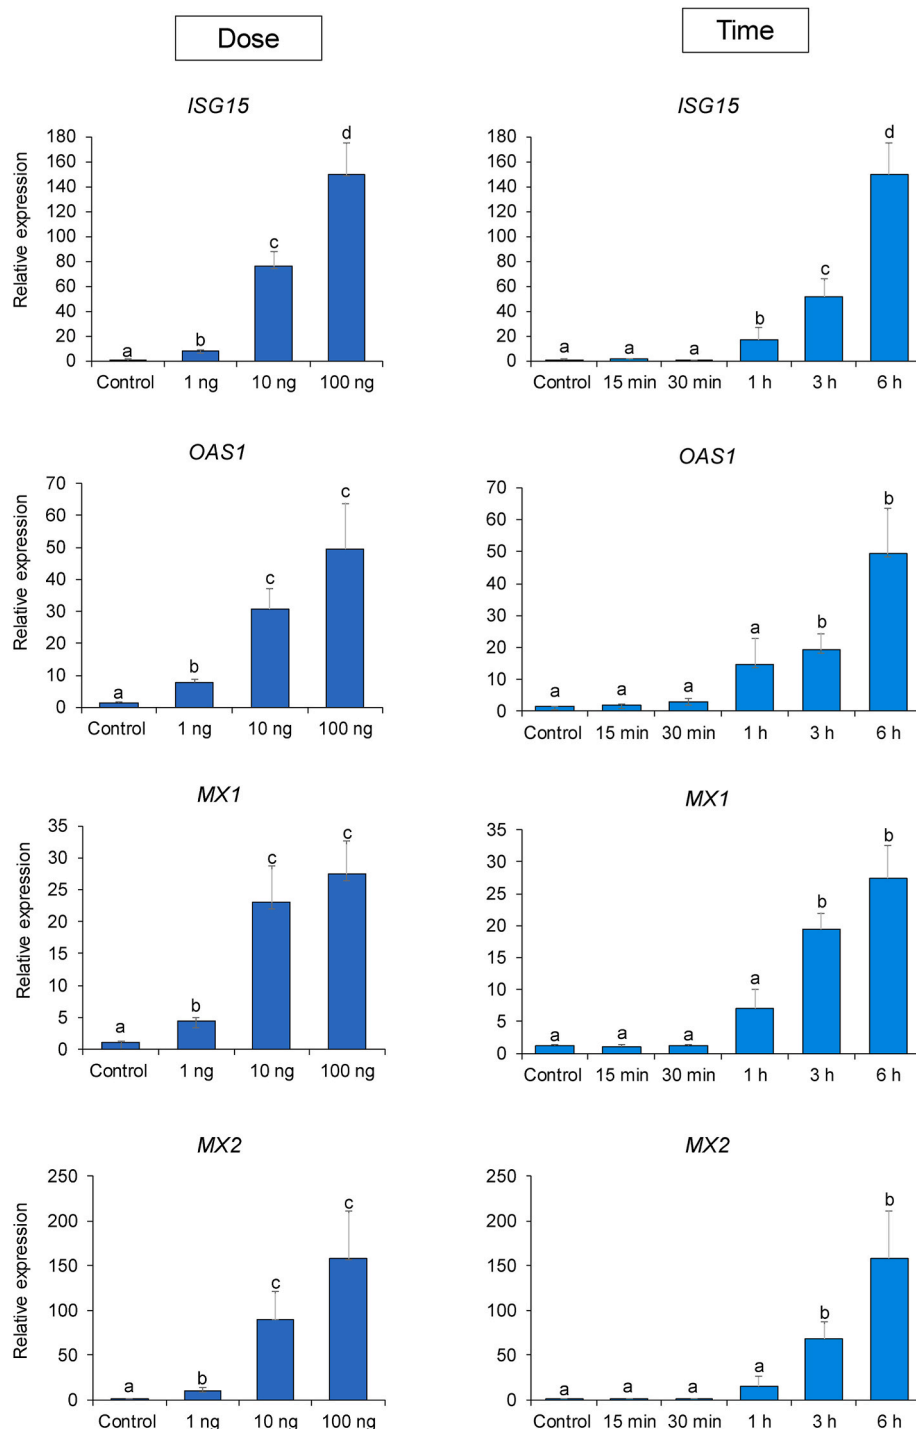 Dose
Time
ISG15
ISG15
Relative expression
180
160
140
120
100
80
60
40
20
0
a
b
c
d
Control 1 ng 10 ng 100 ng
180
160
140
120
100
80
60
40
20
0
a
a
a
b
c
d
Control 15 min 30 min 1 h 3 h 6 h
OAS1
OAS1
Relative expression
70
60
50
40
30
20
10
0
a
b
c
c
Control 1 ng 10 ng 100 ng
70
60
50
40
30
20
10
0
a
a
a
a
b
b
Control 15 min 30 min 1 h 3 h 6 h
MX1
MX1
Relative expression
35
30
25
20
15
10
5
0
a
b
c
c
Control 1 ng 10 ng 100 ng
35
30
25
20
15
10
5
0
a
a
a
a
b
b
Control 15 min 30 min 1 h 3 h 6 h
MX2
MX2
Relative expression
250
200
150
100
50
0
a
b
c
c
Control 1 ng 10 ng 100 ng
250
200
150
100
50
0
a
a
a
a
b
b
Control 15 min 30 min 1 h 3 h 6 h